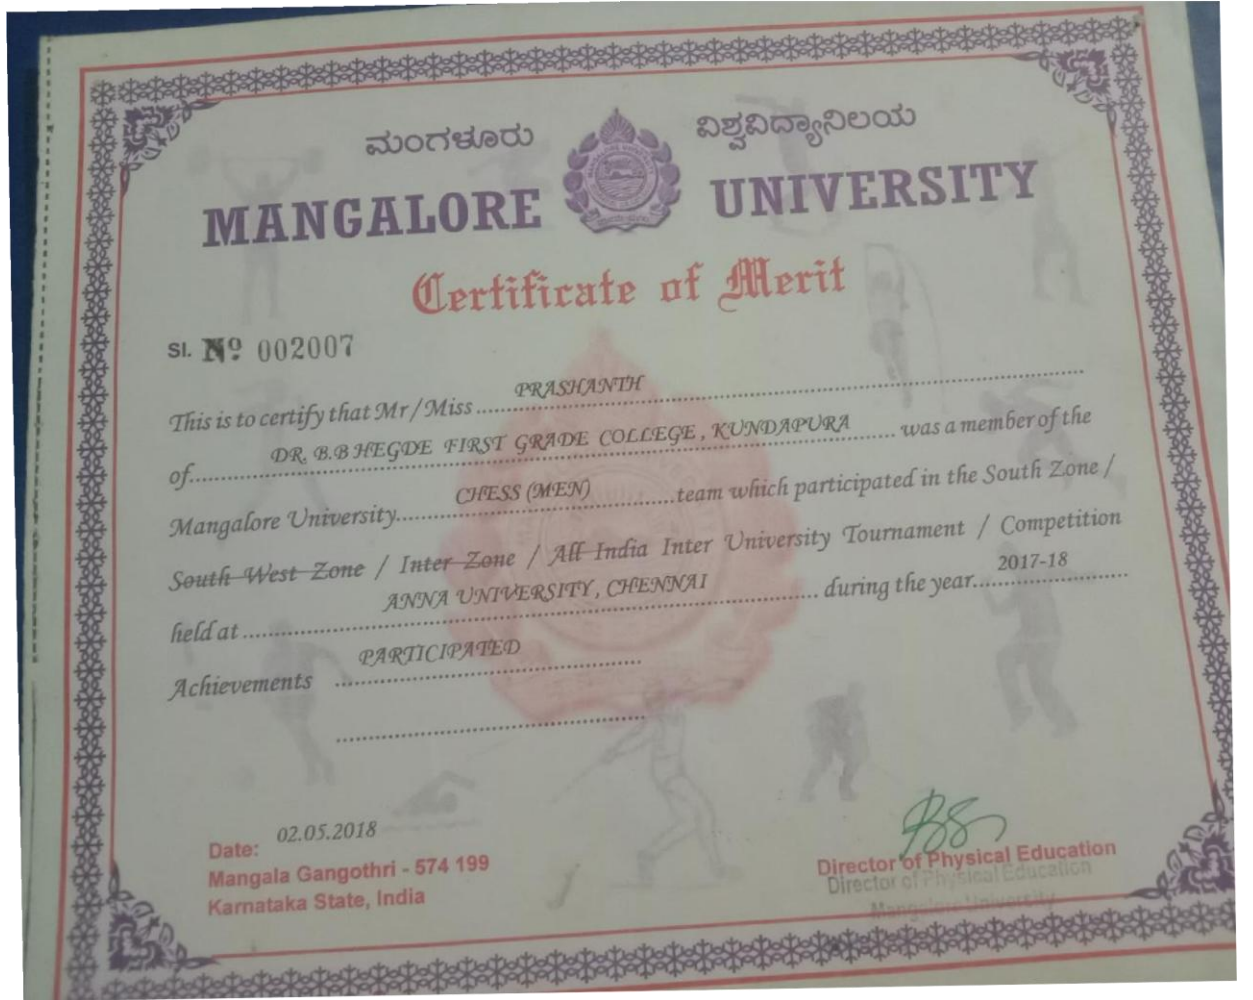 ಮಂಗಳೂರು ವಿಶ್ವವಿದ್ಯಾನಿಲಯ
MANGALORE UNIVERSITY
Certificate of Merit
Sl. Nº 002007
This is to certify that Mr/Miss PRASHANTH
of DR. B.B HEGDE FIRST GRADE COLLEGE, KUNDAPURA was a member of the
Mangalore University CHESS (MEN) team which participated in the South Zone /
South West Zone / Inter Zone / All India Inter University Tournament / Competition
held at ANNA UNIVERSITY, CHENNAI during the year 2017-18
Achievements PARTICIPATED
Date: 02.05.2018
Mangala Gangothri - 574 199
Karnataka State, India
Director of Physical Education
Director of Physical Education
Mangalore University